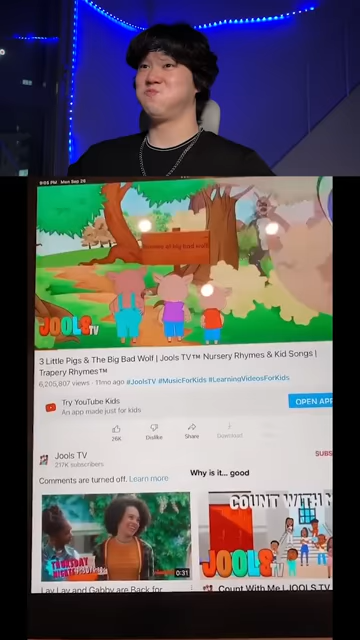 9:05 PM Mon Sep 26
JOOLS TV
3 Little Pigs & The Big Bad Wolf | Jools TV™ Nursery Rhymes & Kid Songs |
Trapery Rhymes™
6,205,807 views · 11mo ago #JoolsTV #MusicForKids #LearningVideosForKids
Try YouTube Kids
An app made just for kids
OPEN APP
26K
Dislike
Share
Download
Jools TV
217K subscribers
SUBS
Comments are turned off. Learn more
Why is it... good
THURSDAY
NIGHT
0:31
COUNT WITH
JOOLS TV
Lay Lay and Gabby are Back for
Count With Me | JOOLS TV